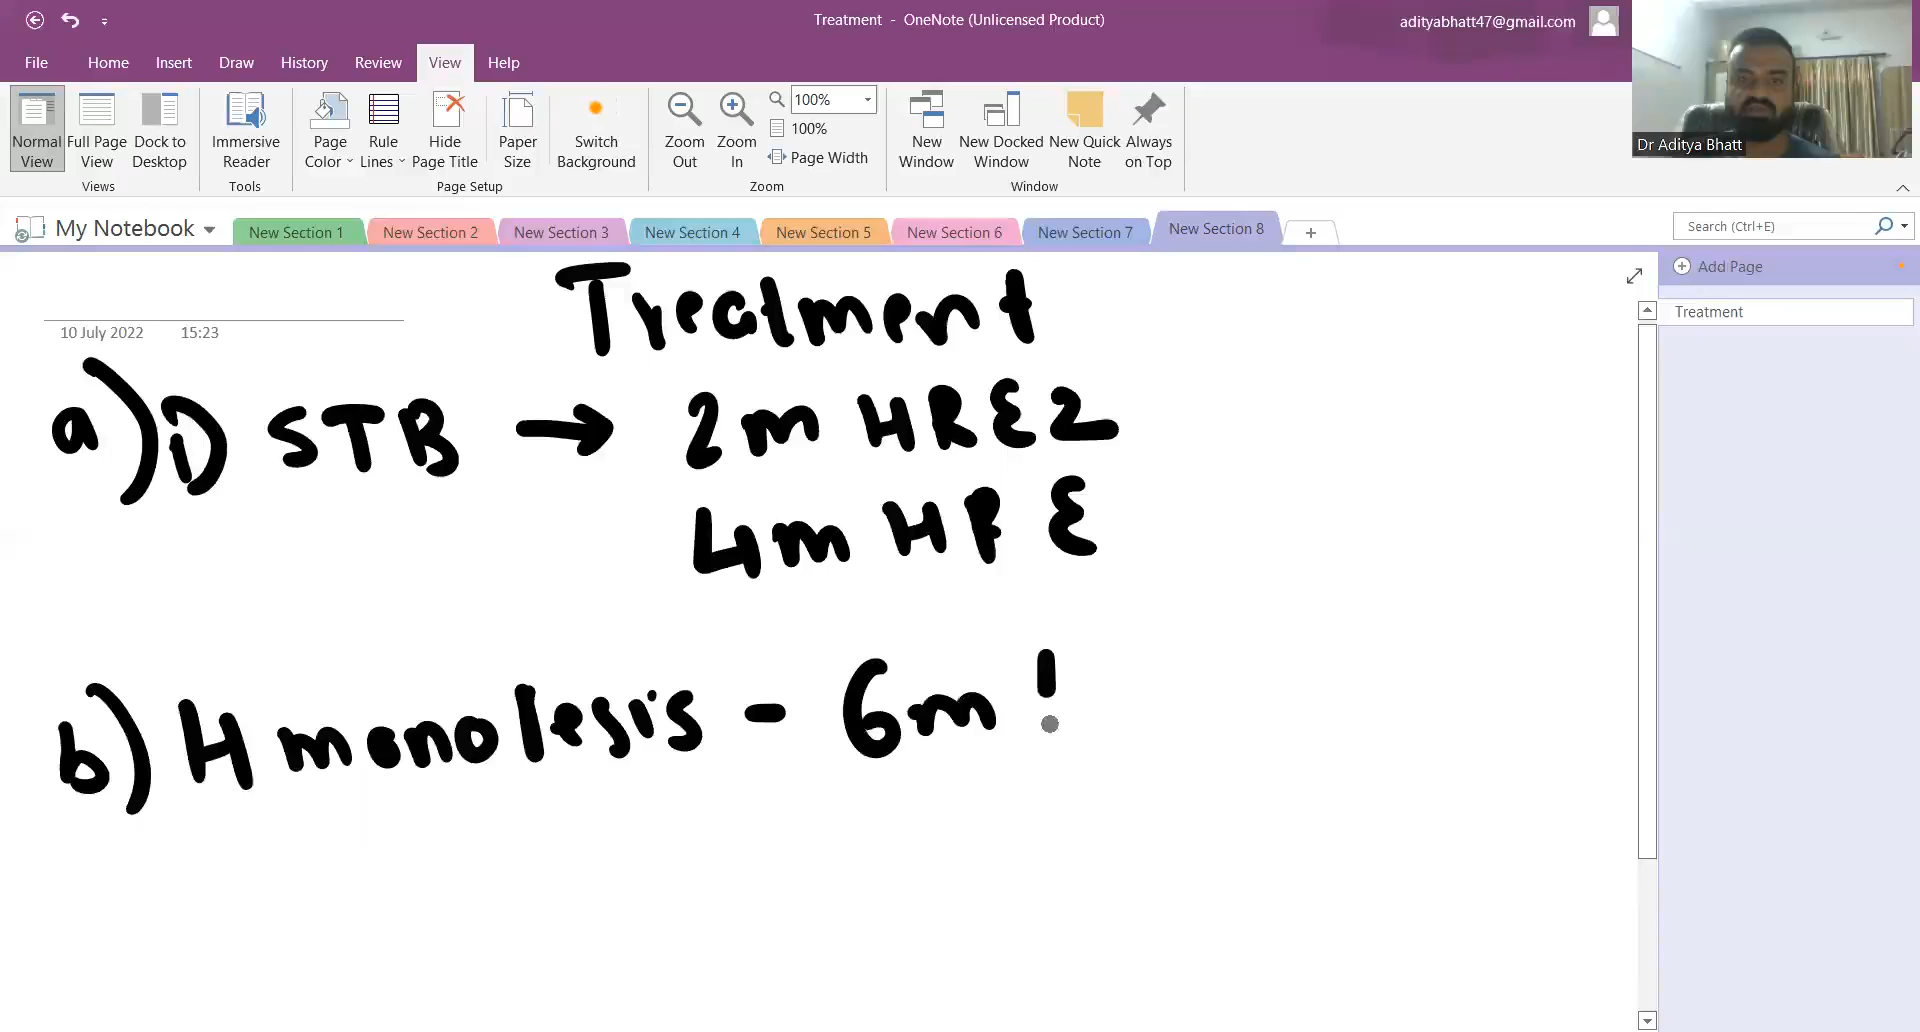 Treatment - OneNote (Unlicensed Product)
adityabhatt47@gmail.com
File Home Insert Draw History Review View Help
Normal View
Full Page View
Dock to Desktop
Immersive Reader
Page Color
Rule Lines
Hide Page Title
Paper Size
Switch Background
Zoom Out
Zoom In
100%
100%
Page Width
New Window
New Docked Window
New Quick Note
Always on Top
Views Tools Page Setup Zoom Window
Dr Aditya Bhatt
My Notebook New Section 1 New Section 2 New Section 3 New Section 4 New Section 5 New Section 6 New Section 7 New Section 8 +
Search (Ctrl+E)
Add Page
Treatment
Treatment
10 July 2022 15:23
a) D STB → 2m HREZ
4m HR E
b) H monolesis - 6m !